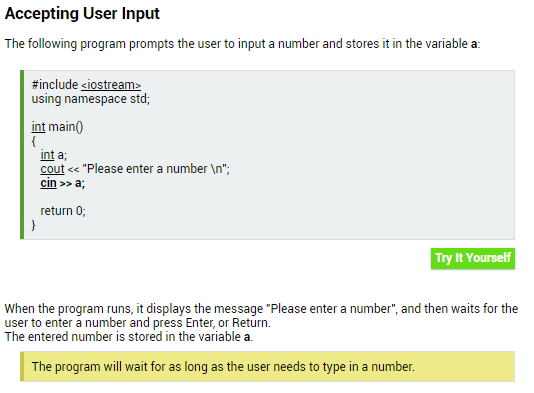 Accepting User Input
The following program prompts the user to input a number and stores it in the variable a:
#include <iostream>
using namespace std;
int main()
{
int a;
cout << "Please enter a number \n";
cin >> a;
return 0;
}
Try It Yourself
When the program runs, it displays the message "Please enter a number", and then waits for the
user to enter a number and press Enter, or Return.
The entered number is stored in the variable a.
The program will wait for as long as the user needs to type in a number.